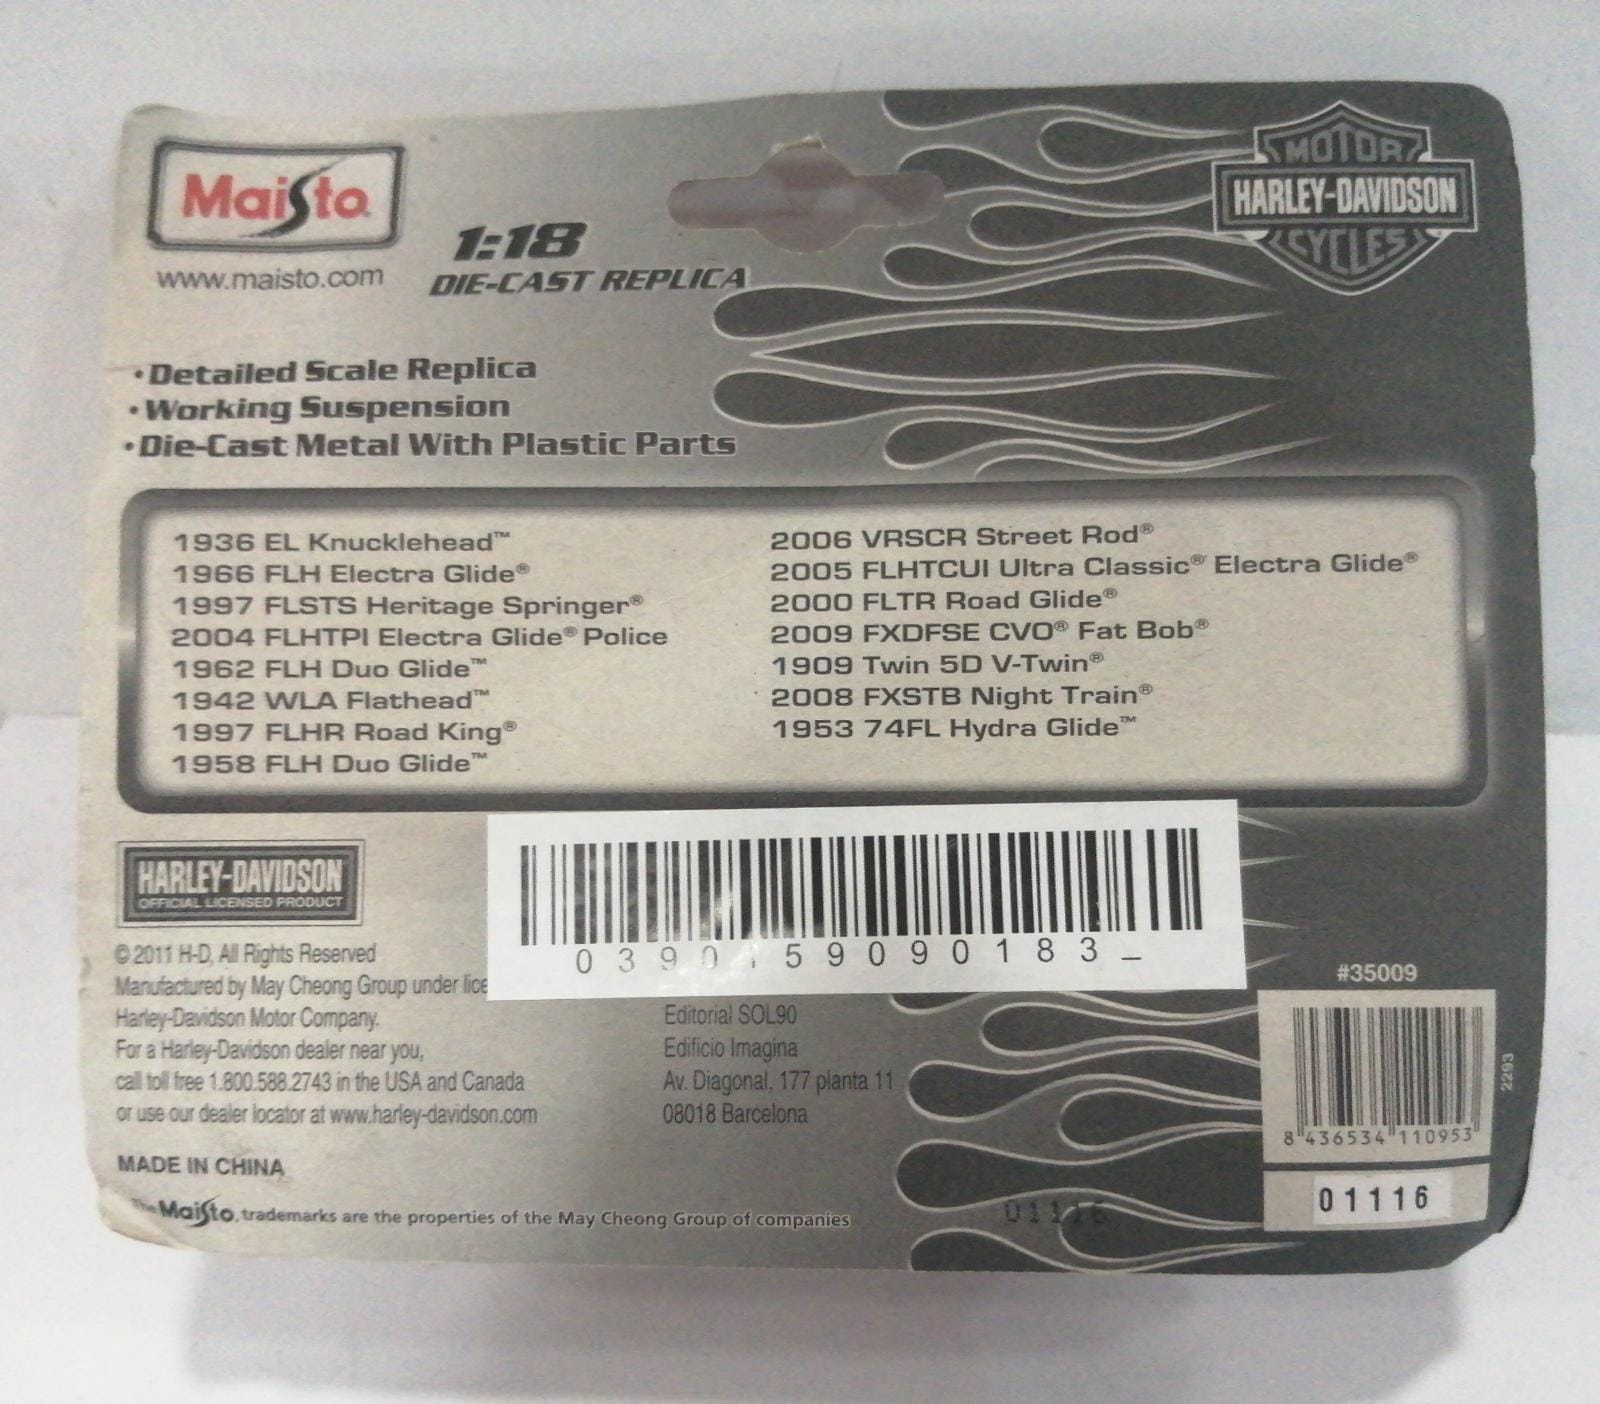 Maisto
www.maisto.com
1:18
DIE-CAST REPLICA
MOTOR
HARLEY-DAVIDSON
CYCLES
•Detailed Scale Replica
•Working Suspension
•Die-Cast Metal With Plastic Parts
1936 EL Knucklehead™
1966 FLH Electra Glide®
1997 FLSTS Heritage Springer®
2004 FLHTPI Electra Glide® Police
1962 FLH Duo Glide™
1942 WLA Flathead™
1997 FLHR Road King®
1958 FLH Duo Glide™
2006 VRSCR Street Rod®
2005 FLHTCUI Ultra Classic® Electra Glide®
2000 FLTR Road Glide®
2009 FXDFSE CVO® Fat Bob®
1909 Twin 5D V-Twin®
2008 FXSTB Night Train®
1953 74FL Hydra Glide™
HARLEY-DAVIDSON
OFFICIAL LICENSED PRODUCT
0390159090183_
© 2011 H-D, All Rights Reserved
Manufactured by May Cheong Group under
Harley-Davidson Motor Company.
For a Harley-Davidson dealer near you,
call toll free 1.800.588.2743 in the USA and Canada
or use our dealer locator at www.harley-davidson.com
Editorial SOL90
Edificio Imagina
Av. Diagonal, 177 planta 11
08018 Barcelona
MADE IN CHINA
The Maisto, trademarks are the properties of the May Cheong Group of companies
01116
#35009
2293
8 436534 110953
01116